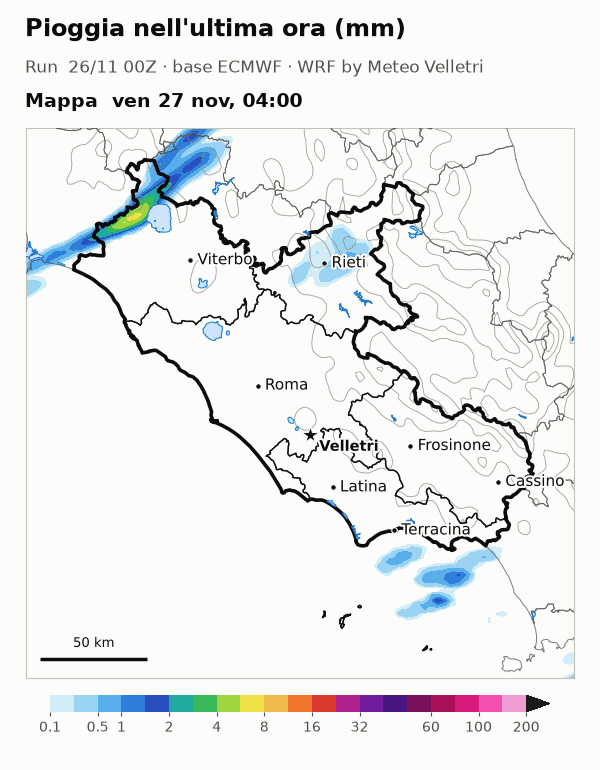 Pioggia nell'ultima ora (mm)
Run  26/11 00Z · base ECMWF · WRF by Meteo Velletri
Mappa  ven 27 nov, 04:00
Viterbo
Rieti
Roma
Velletri
Frosinone
Latina
Cassino
Terracina
50 km
0.1 0.5 1 2 4 8 16 32 60 100 200